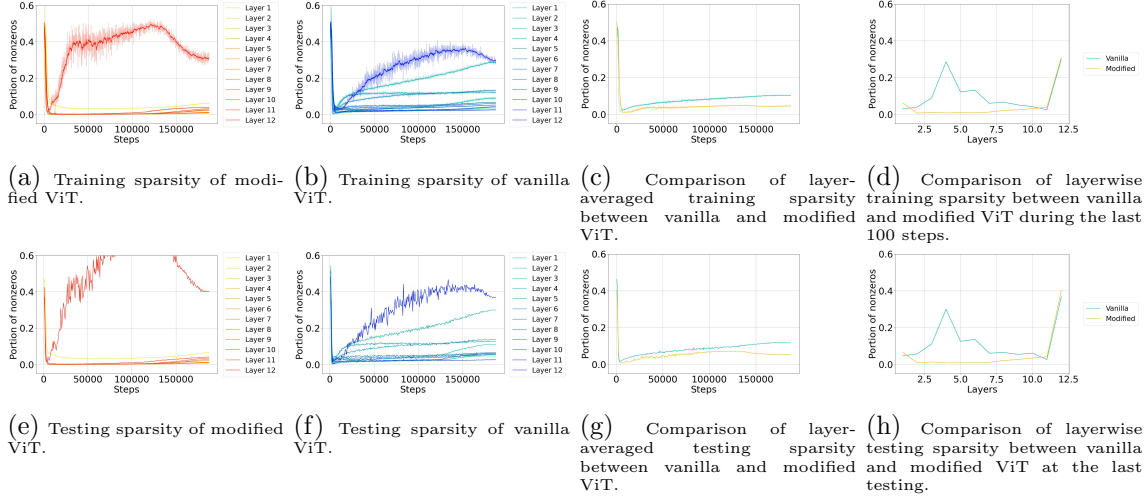 0.6
0.4
0.2
0.0
Portion of nonzeros
0
50000
100000
150000
Steps
Layer 1
Layer 2
Layer 3
Layer 4
Layer 5
Layer 6
Layer 7
Layer 8
Layer 9
Layer 10
Layer 11
Layer 12
0.6
0.4
0.2
0.0
Portion of nonzeros
0
50000
100000
150000
Steps
Layer 1
Layer 2
Layer 3
Layer 4
Layer 5
Layer 6
Layer 7
Layer 8
Layer 9
Layer 10
Layer 11
Layer 12
0.6
0.4
0.2
0.0
Portion of nonzeros
0
50000
100000
150000
Steps
0.6
0.4
0.2
0.0
Portion of nonzeros
2.5
5.0
7.5
10.0
12.5
Layers
Vanilla
Modified
(a) Training sparsity of modi-
fied ViT.
(b) Training sparsity of vanilla
ViT.
(c) Comparison of layer-
averaged training sparsity
between vanilla and modified
ViT.
(d) Comparison of layerwise
training sparsity between vanilla
and modified ViT during the last
100 steps.
0.6
0.4
0.2
0.0
Portion of nonzeros
0
50000
100000
150000
Steps
Layer 1
Layer 2
Layer 3
Layer 4
Layer 5
Layer 6
Layer 7
Layer 8
Layer 9
Layer 10
Layer 11
Layer 12
0.6
0.4
0.2
0.0
Portion of nonzeros
0
50000
100000
150000
Steps
Layer 1
Layer 2
Layer 3
Layer 4
Layer 5
Layer 6
Layer 7
Layer 8
Layer 9
Layer 10
Layer 11
Layer 12
0.6
0.4
0.2
0.0
Portion of nonzeros
0
50000
100000
150000
Steps
0.6
0.4
0.2
0.0
Portion of nonzeros
2.5
5.0
7.5
10.0
12.5
Layers
Vanilla
Modified
(e) Testing sparsity of modified
ViT.
(f) Testing sparsity of vanilla
ViT.
(g) Comparison of layer-
averaged testing sparsity
between vanilla and modified
ViT.
(h) Comparison of layerwise
testing sparsity between vanilla
and modified ViT at the last
testing.